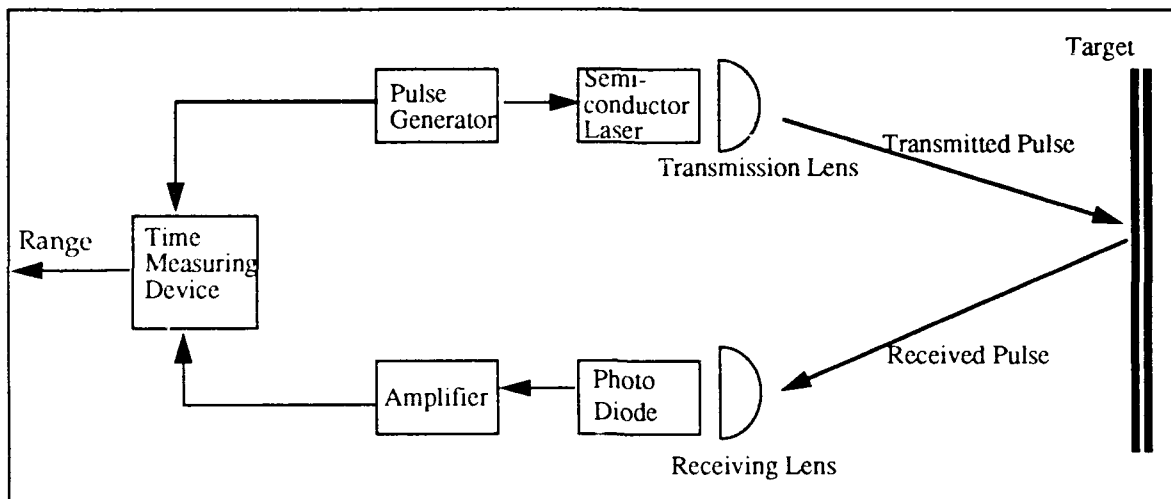 Target
Pulse
Generator
Semi-
conductor
Laser
Transmitted Pulse
Transmission Lens
Range
Time
Measuring
Device
Received Pulse
Amplifier
Photo
Diode
Receiving Lens